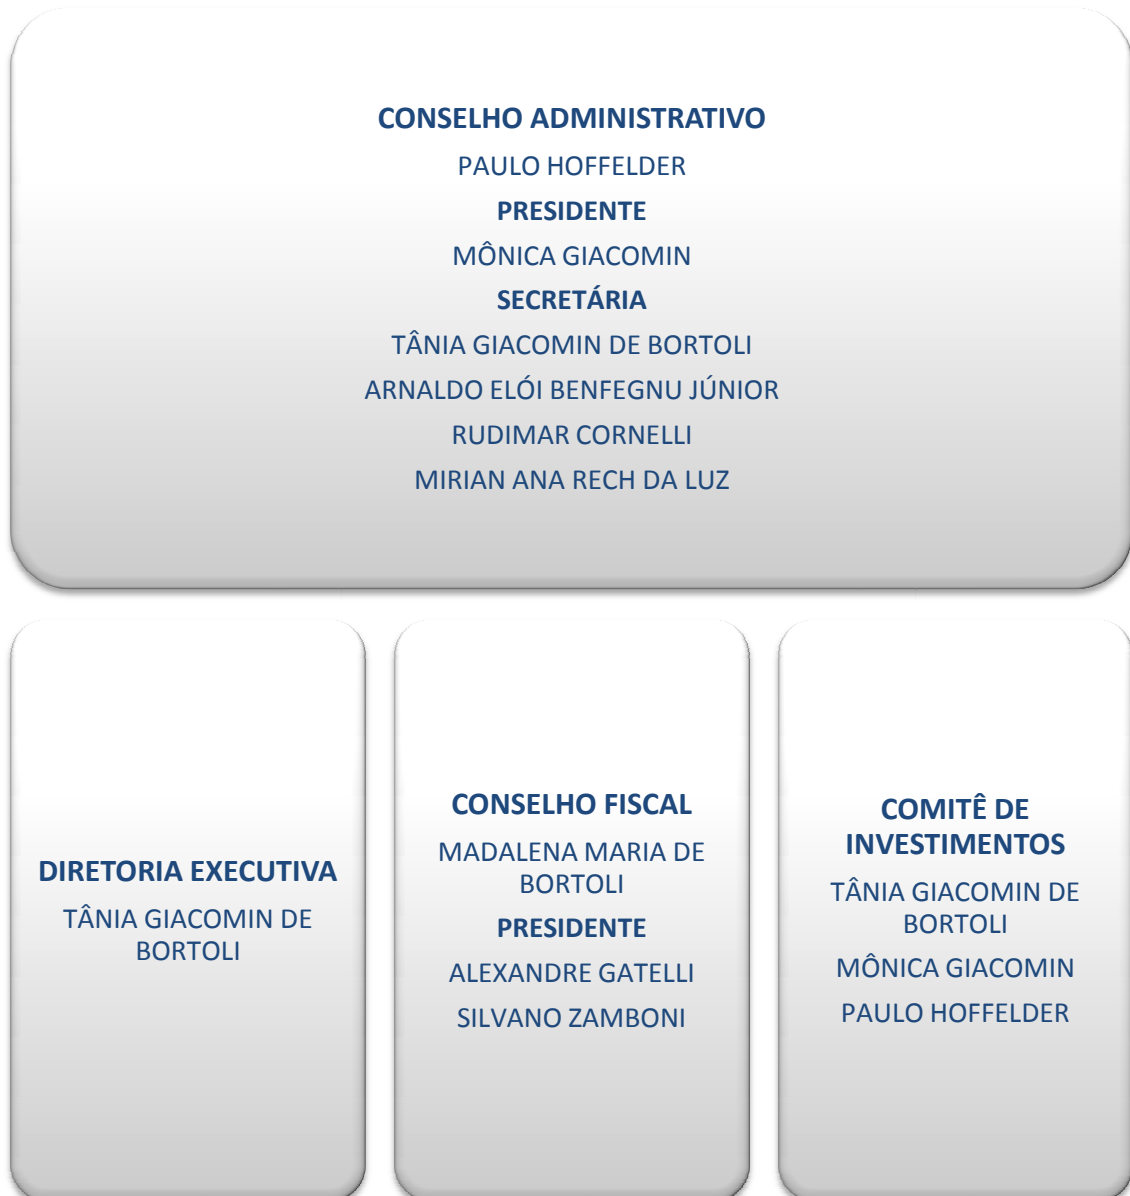 CONSELHO ADMINISTRATIVO
PAULO HOFFELDER
PRESIDENTE
MÔNICA GIACOMIN
SECRETÁRIA
TÂNIA GIACOMIN DE BORTOLI
ARNALDO ELÓI BENFEGNU JÚNIOR
RUDIMAR CORNELLI
MIRIAN ANA RECH DA LUZ
DIRETORIA EXECUTIVA
TÂNIA GIACOMIN DE
BORTOLI
CONSELHO FISCAL
MADALENA MARIA DE
BORTOLI
PRESIDENTE
ALEXANDRE GATELLI
SILVANO ZAMBONI
COMITÊ DE
INVESTIMENTOS
TÂNIA GIACOMIN DE
BORTOLI
MÔNICA GIACOMIN
PAULO HOFFELDER